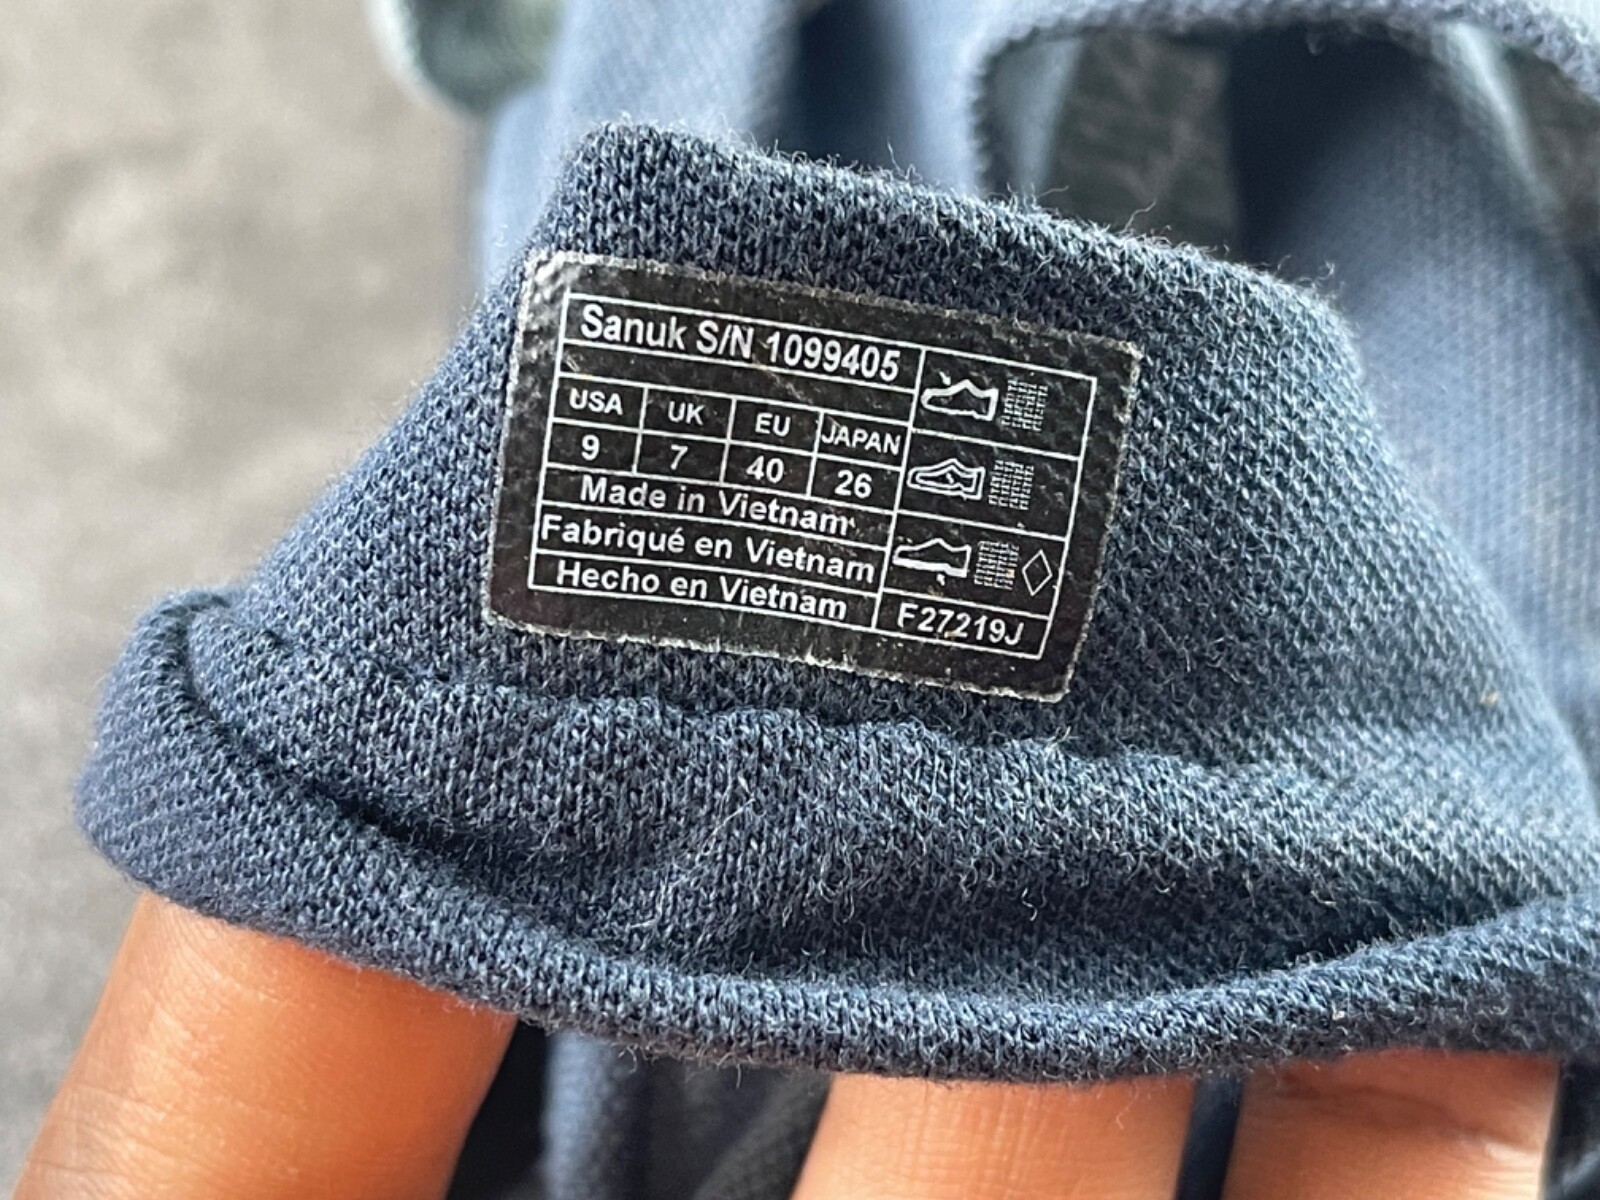 Sanuk S/N 1099405
USA UK EU JAPAN
9 7 40 26
Made in Vietnam
Fabriqué en Vietnam
Hecho en Vietnam
F27219J